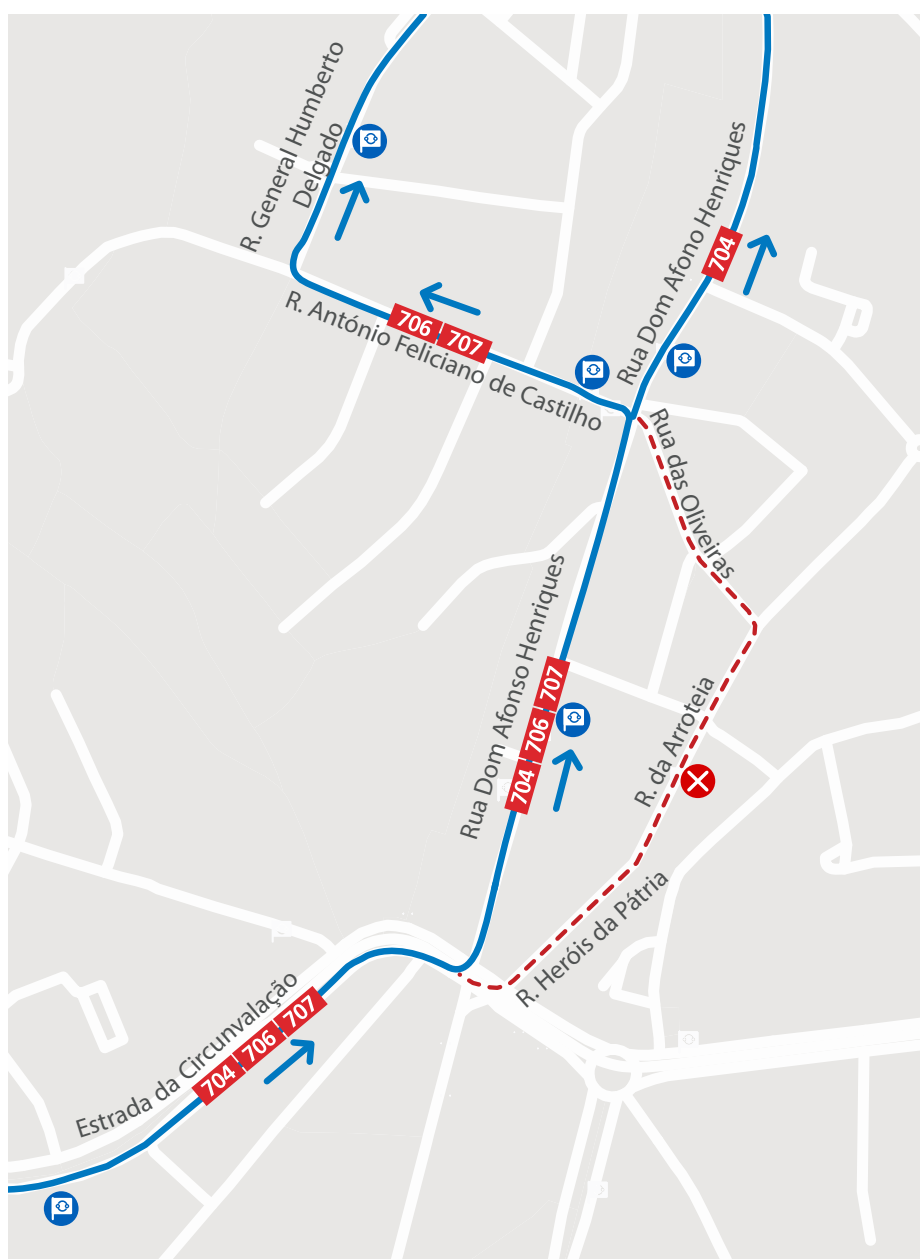 R. General Humberto
Delgado
Rua Dom Afono Henriques
704
R. António Feliciano de Castilho
706 707
Rua das Oliveiras
Rua Dom Afonso Henriques
704 706 707
R. da Arroteia
R. Heróis da Pátria
Estrada da Circunvalação
704 706 707